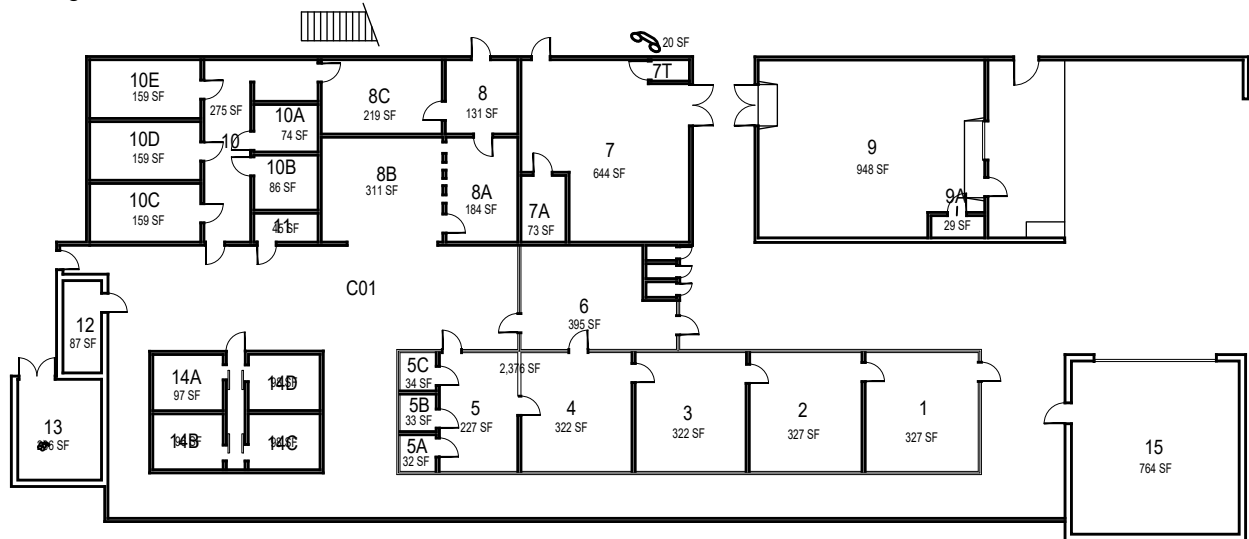 20 SF
7T
10E
159 SF
275 SF
10A
74 SF
8C
219 SF
8
131 SF
10D
159 SF
10
10B
86 SF
8B
311 SF
7
644 SF
9
948 SF
10C
159 SF
11
8A
184 SF
7A
73 SF
9A
29 SF
C01
6
395 SF
12
87 SF
2,376 SF
14A
97 SF
14D
5C
34 SF
5B
33 SF
5
227 SF
4
322 SF
3
322 SF
2
327 SF
1
327 SF
13
14B
14C
5A
32 SF
15
764 SF